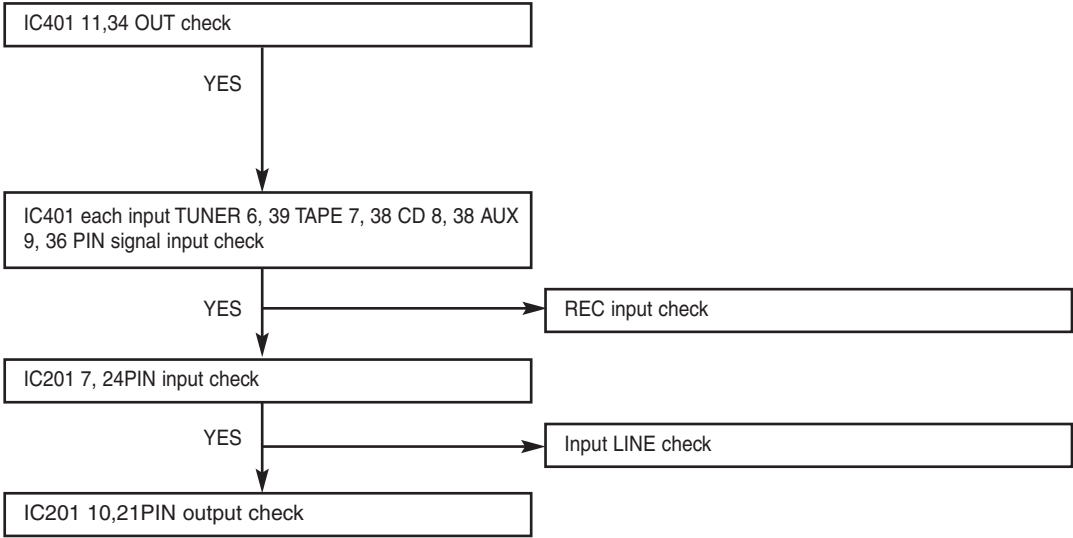 IC401 11,34 OUT check
YES
IC401 each input TUNER 6, 39 TAPE 7, 38 CD 8, 38 AUX
9, 36 PIN signal input check
YES
REC input check
IC201 7, 24PIN input check
YES
Input LINE check
IC201 10,21PIN output check